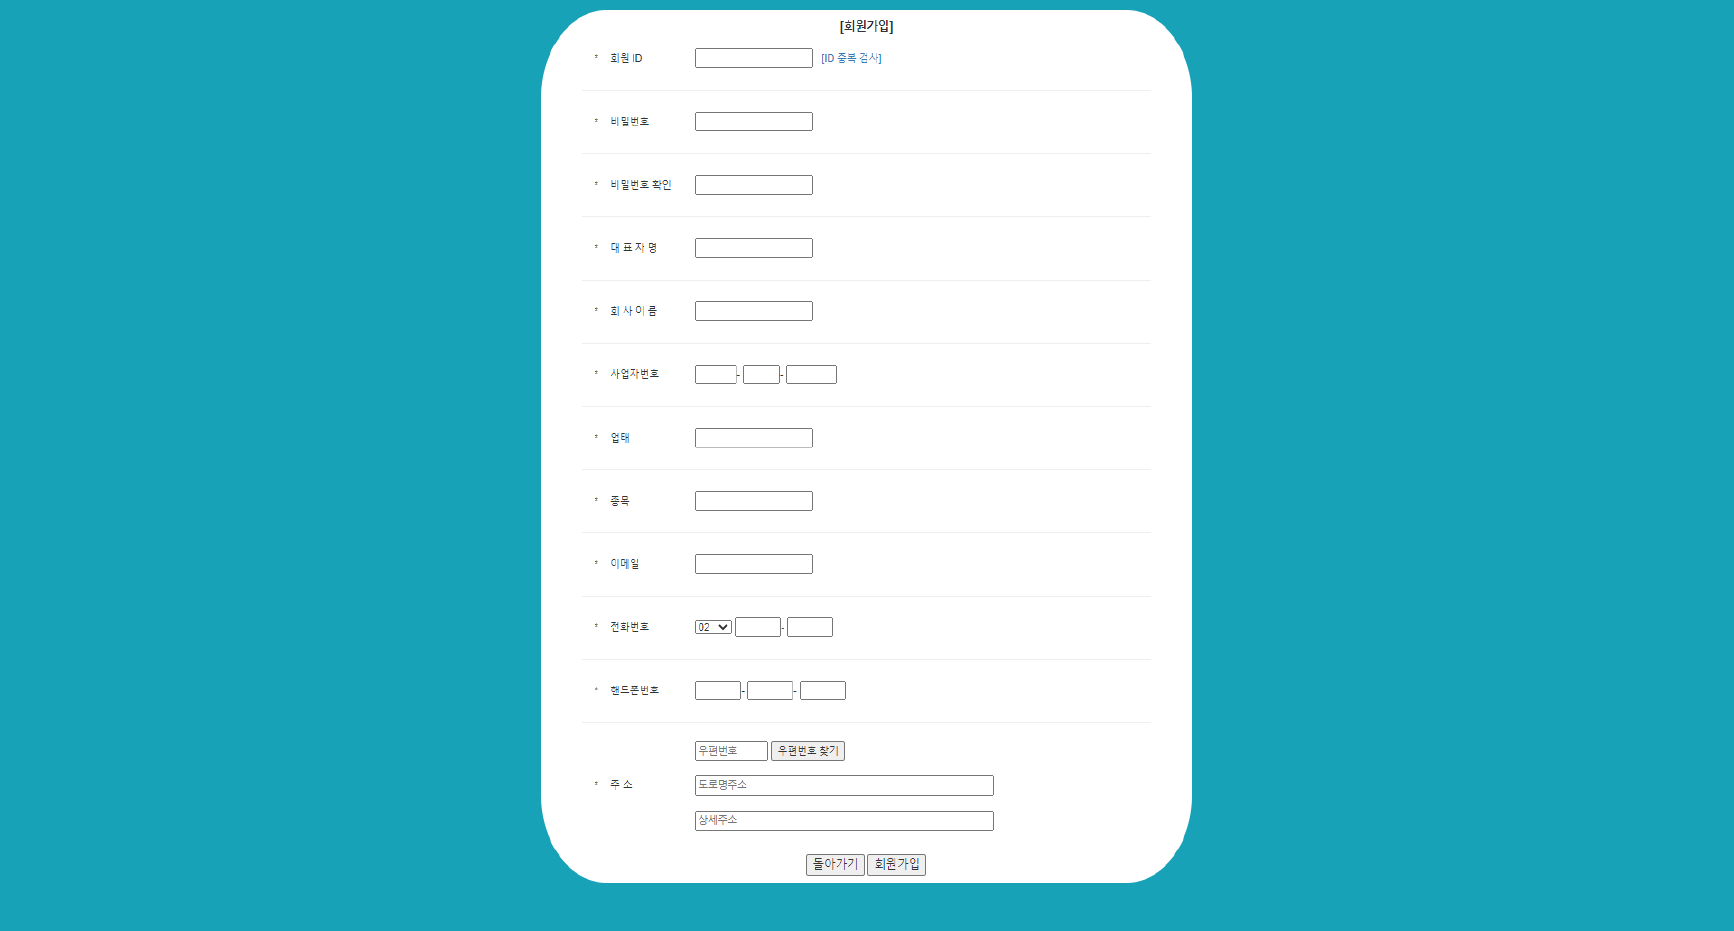 [회원가입]
* 회원 ID [ID 중복 검사]
* 비밀번호
* 비밀번호 확인
* 대 표 자 명
* 회 사 이 름
* 사업자번호 - -
* 업태
* 종목
* 이메일
* 전화번호 02 -
* 핸드폰번호 - -
우편번호 우편번호 찾기
* 주 소 도로명주소
상세주소
돌아가기 회원가입